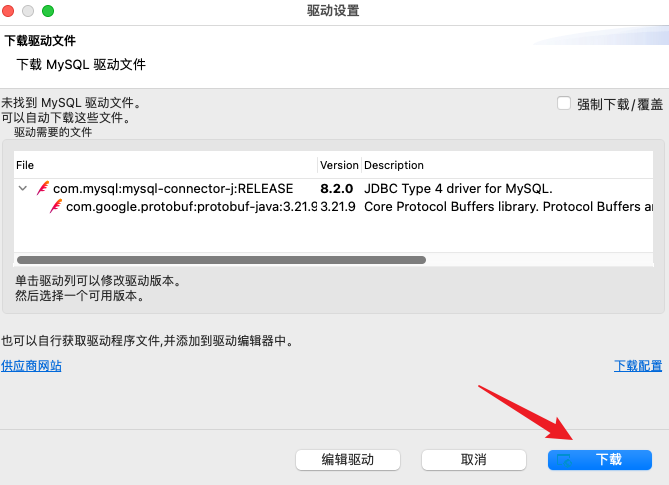 驱动设置
下载驱动文件
下载 MySQL 驱动文件
未找到 MySQL 驱动文件。
可以自动下载这些文件。
强制下载/覆盖
驱动需要的文件
File Version Description
com.mysql:mysql-connector-j:RELEASE 8.2.0 JDBC Type 4 driver for MySQL.
com.google.protobuf:protobuf-java:3.21.9 3.21.9 Core Protocol Buffers library. Protocol Buffers
单击驱动列可以修改驱动版本。
然后选择一个可用版本。
也可以自行获取驱动程序文件,并添加到驱动编辑器中。
供应商网站 下载配置
编辑驱动 取消 下载